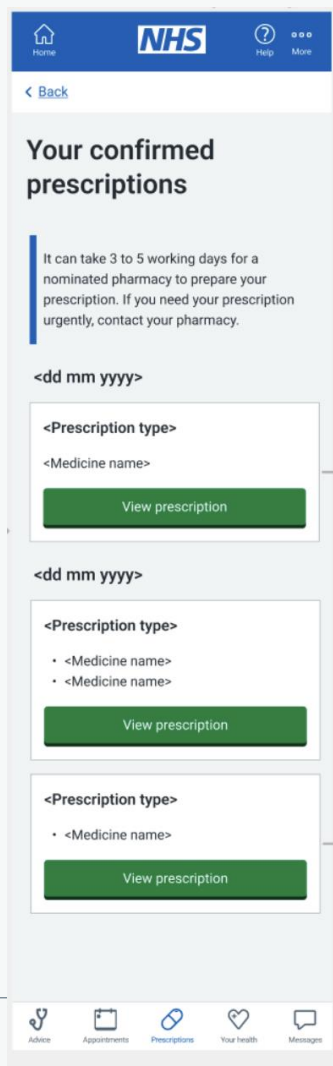 NHS
Home
Help
More
< Back
Your confirmed
prescriptions
It can take 3 to 5 working days for a
nominated pharmacy to prepare your
prescription. If you need your prescription
urgently, contact your pharmacy.
<dd mm yyyy>
<Prescription type>
<Medicine name>
View prescription
<dd mm yyyy>
<Prescription type>
• <Medicine name>
• <Medicine name>
View prescription
<Prescription type>
• <Medicine name>
View prescription
Advice
Appointments
Prescriptions
Your health
Messages